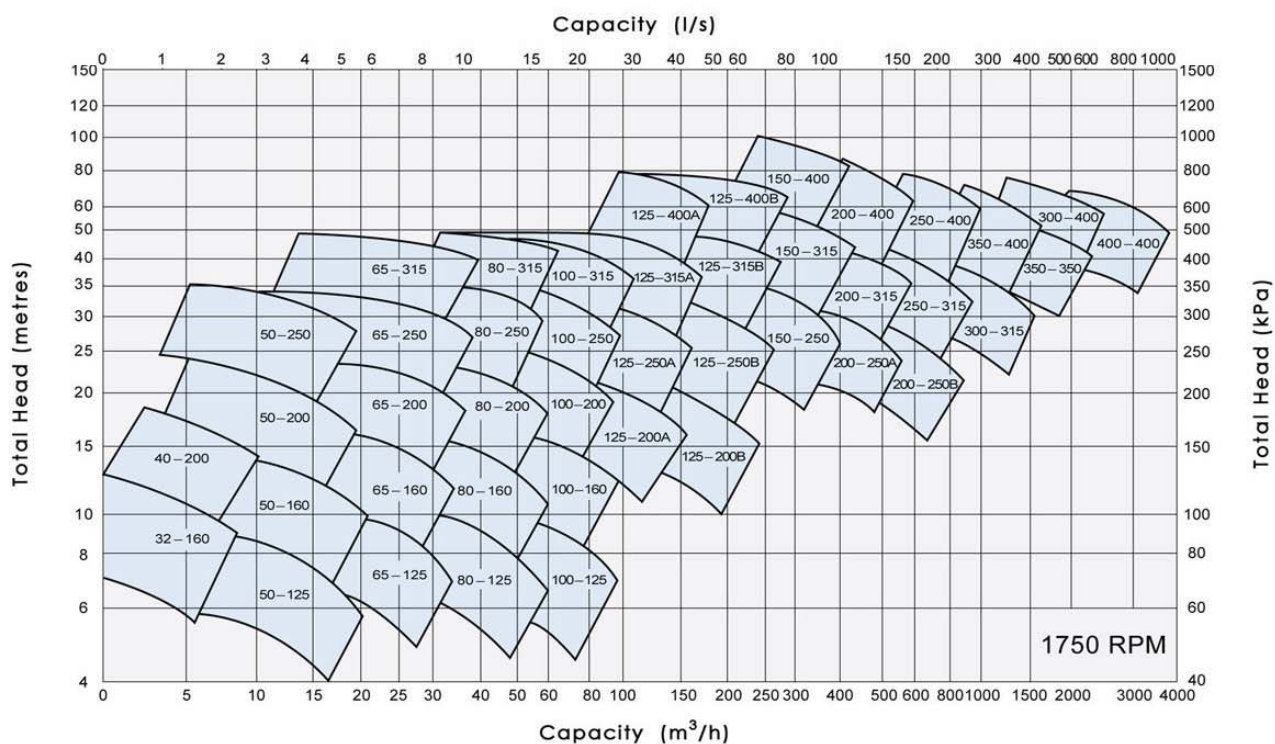 Capacity (l/s)
0 1 2 3 4 5 6 8 10 15 20 30 40 50 60 80 100 150 200 300 400 500 600 800 1000
150 1500
120 1200
100 1000
80 800
60 600
50 500
40 400
35 350
30 300
25 250
20 200
15 150
10 100
8 80
6 60
4 40
Total Head (metres)
Total Head (kPa)
150–400
125–400B
125–400A
200–400
250–400
300–400
350–400
400–400
65–315
80–315
100–315
125–315A
125–315B
150–315
350–350
200–315
250–315
300–315
50–250
65–250
80–250
100–250
125–250A
125–250B
150–250
200–250A
200–250B
50–200
65–200
80–200
100–200
125–200A
125–200B
40–200
50–160
65–160
80–160
100–160
32–160
50–125
65–125
80–125
100–125
1750 RPM
0 5 10 15 20 25 30 40 50 60 80 100 150 200 250 300 400 500 600 800 1000 1500 2000 3000 4000
Capacity (m³/h)